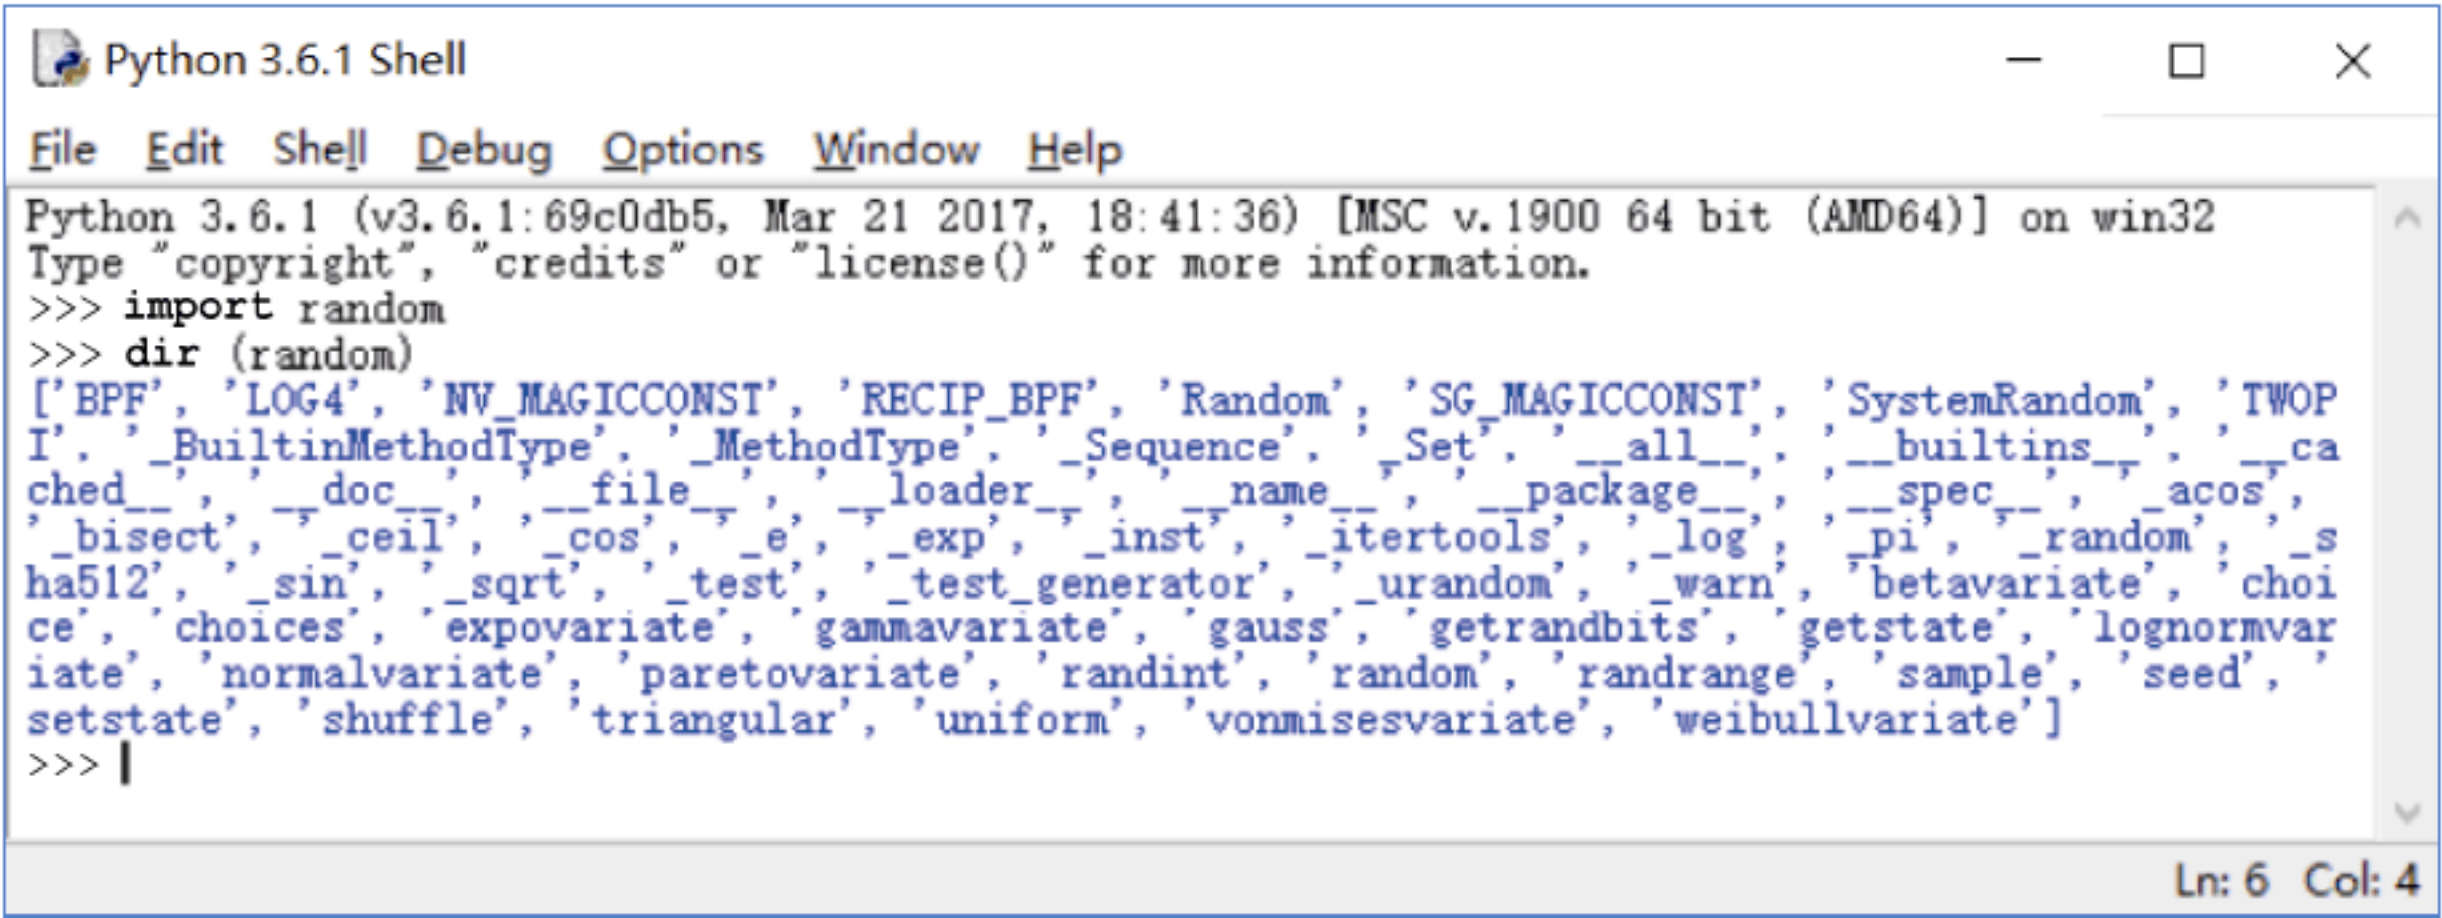 Python 3.6.1 Shell
File Edit Shell Debug Options Window Help
Python 3.6.1 (v3.6.1:69c0db5, Mar 21 2017, 18:41:36) [MSC v.1900 64 bit (AMD64)] on win32
Type "copyright", "credits" or "license()" for more information.
>>> import random
>>> dir (random)
['BPF', 'LOG4', 'NV_MAGICCONST', 'RECIP_BPF', 'Random', 'SG_MAGICCONST', 'SystemRandom', 'TWOP
I', '_BuiltinMethodType', '_MethodType', '_Sequence', '_Set', '__all__', '__builtins__', '__ca
ched__', '__doc__', '__file__', '__loader__', '__name__', '__package__', '__spec__', '_acos',
'_bisect', '_ceil', '_cos', '_e', '_exp', '_inst', '_itertools', '_log', '_pi', '_random', '_s
ha512', '_sin', '_sqrt', '_test', '_test_generator', '_urandom', '_warn', 'betavariate', 'choi
ce', 'choices', 'expovariate', 'gammavariate', 'gauss', 'getrandbits', 'getstate', 'lognormvar
iate', 'normalvariate', 'paretovariate', 'randint', 'random', 'randrange', 'sample', 'seed', '
setstate', 'shuffle', 'triangular', 'uniform', 'vonmisesvariate', 'weibullvariate']
>>>
Ln: 6 Col: 4